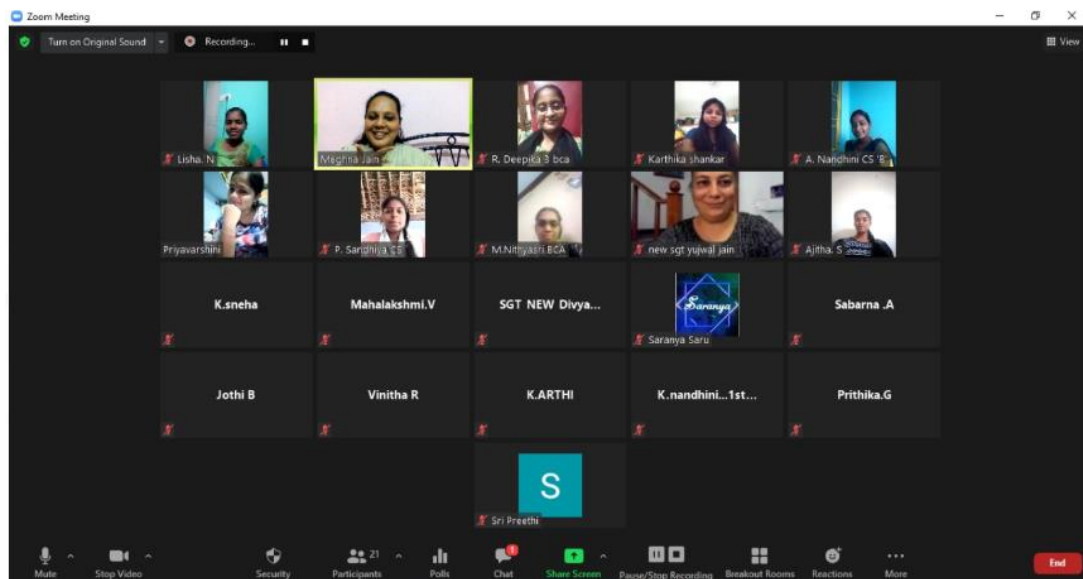 Zoom Meeting
Turn on Original Sound
Recording...
View
Lisha. N
Meghna Jain
R. Deepika 3 bca
Karthika shankar
A. Nandhini CS 'B'
Priyavarshini
P. Sandhiya CS
M.Nithyasri BCA
new sgt yujwal jain
Ajitha. S
K.sneha
Mahalakshmi.V
SGT NEW Divya...
Saranya
Saranya Saru
Sabarna .A
Jothi B
Vinitha R
K.ARTHI
K.nandhini...1st...
Prithika.G
S
Sri Preethi
Mute
Stop Video
Security
21
Participants
Polls
1
Chat
Share Screen
Pause/Stop Recording
Breakout Rooms
Reactions
More
End